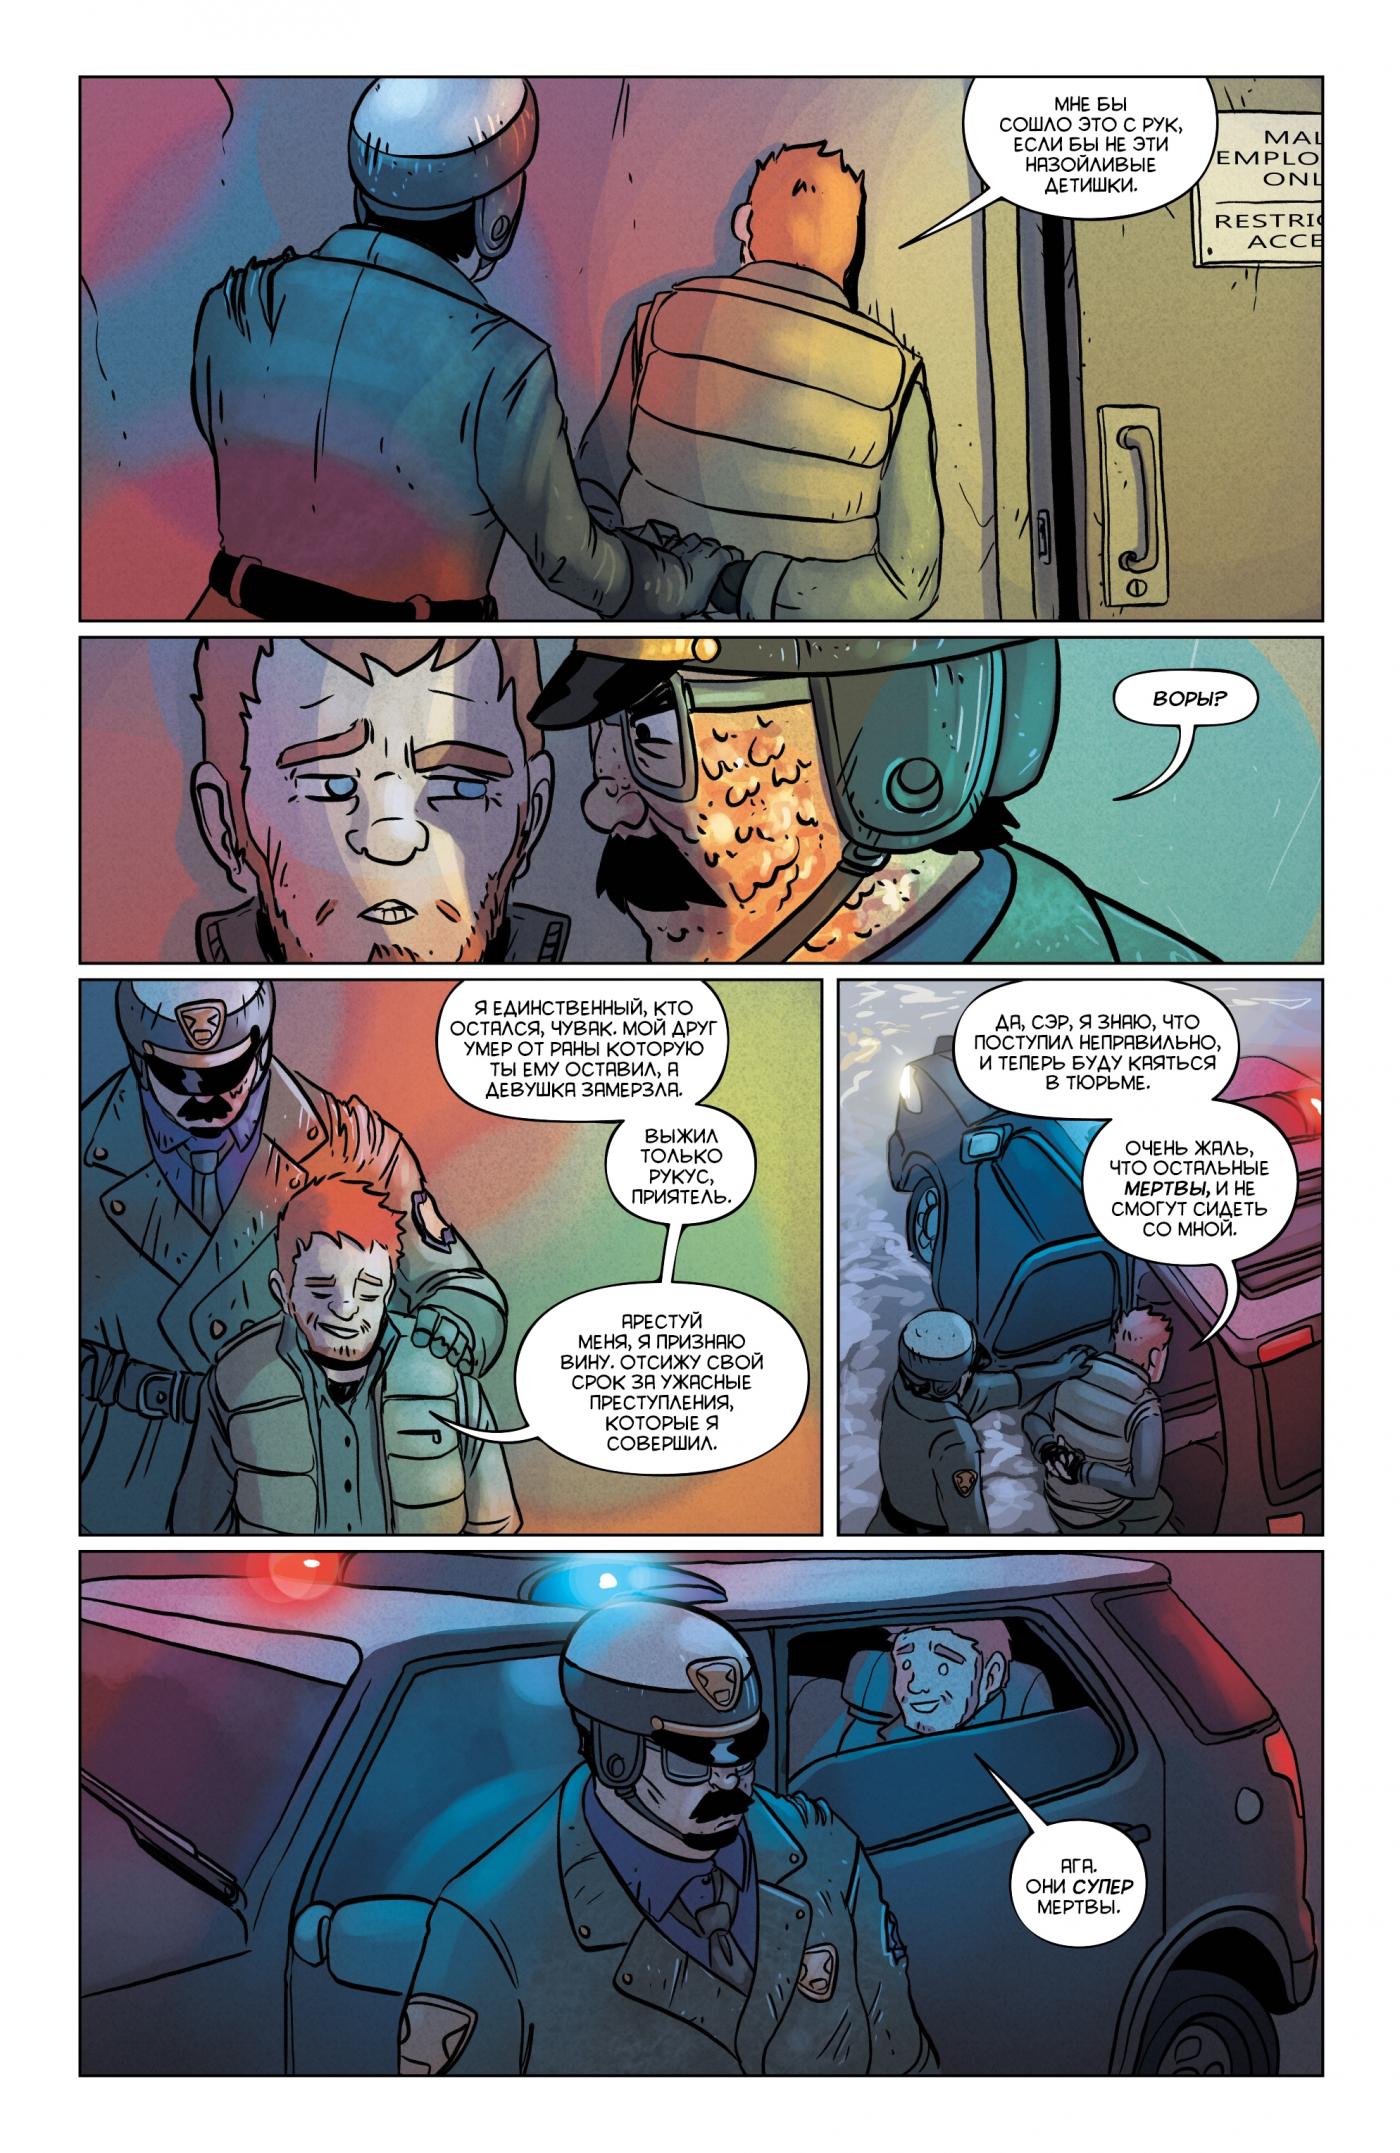 МНЕ БЫ
СОШЛО ЭТО С РУК,
ЕСЛИ БЫ НЕ ЭТИ
НАЗОЙЛИВЫЕ
ДЕТИШКИ.
MAL
EMPLO
ONL
RESTRIC
ACCE
ВОРЫ?
Я ЕДИНСТВЕННЫЙ, КТО
ОСТАЛСЯ, ЧУВАК. МОЙ ДРУГ
УМЕР ОТ РАНЫ КОТОРУЮ
ТЫ ЕМУ ОСТАВИЛ, А
ДЕВУШКА ЗАМЕРЗЛА.
ВЫЖИЛ
ТОЛЬКО
РУКУС,
ПРИЯТЕЛЬ.
АРЕСТУЙ
МЕНЯ, Я ПРИЗНАЮ
ВИНУ. ОТСИЖУ СВОЙ
СРОК ЗА УЖАСНЫЕ
ПРЕСТУПЛЕНИЯ,
КОТОРЫЕ Я
СОВЕРШИЛ.
ДА, СЭР, Я ЗНАЮ, ЧТО
ПОСТУПИЛ НЕПРАВИЛЬНО,
И ТЕПЕРЬ БУДУ КАЯТЬСЯ
В ТЮРЬМЕ.
ОЧЕНЬ ЖАЛЬ,
ЧТО ОСТАЛЬНЫЕ
МЕРТВЫ, И НЕ
СМОГУТ СИДЕТЬ
СО МНОЙ.
АГА.
ОНИ СУПЕР
МЕРТВЫ.